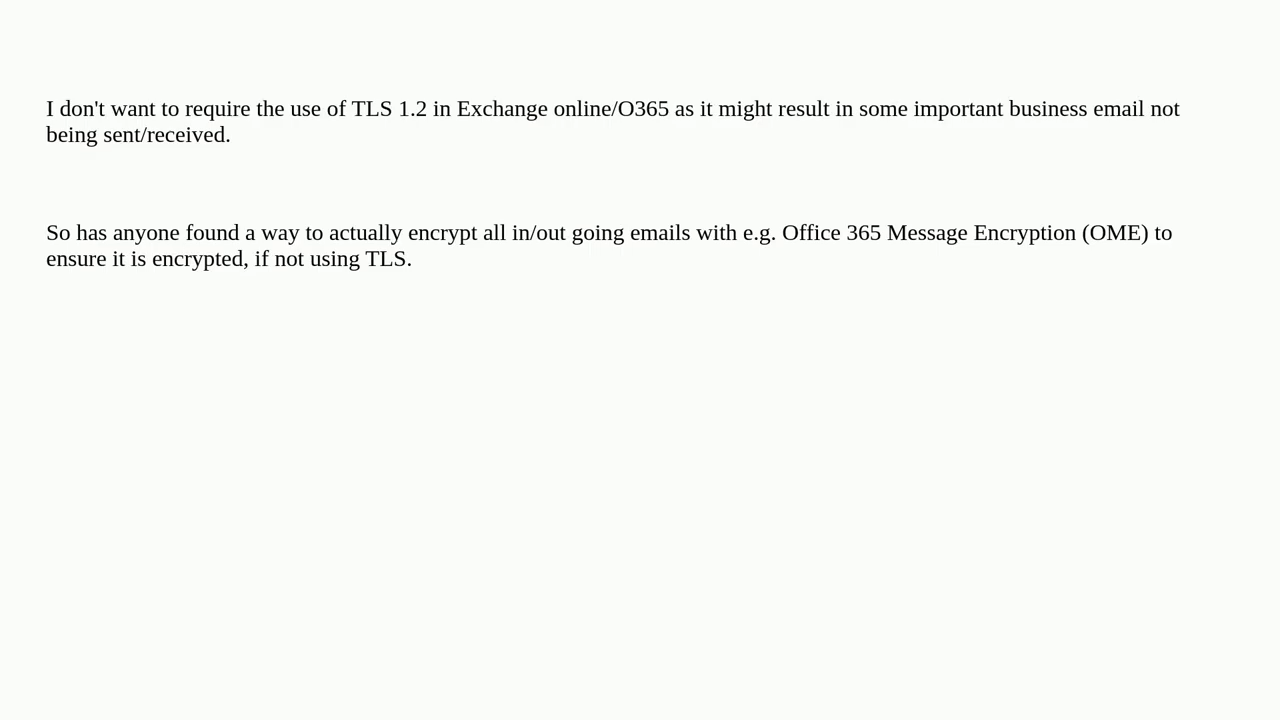 I don't want to require the use of TLS 1.2 in Exchange online/O365 as it might result in some important business email not
being sent/received.
So has anyone found a way to actually encrypt all in/out going emails with e.g. Office 365 Message Encryption (OME) to
ensure it is encrypted, if not using TLS.